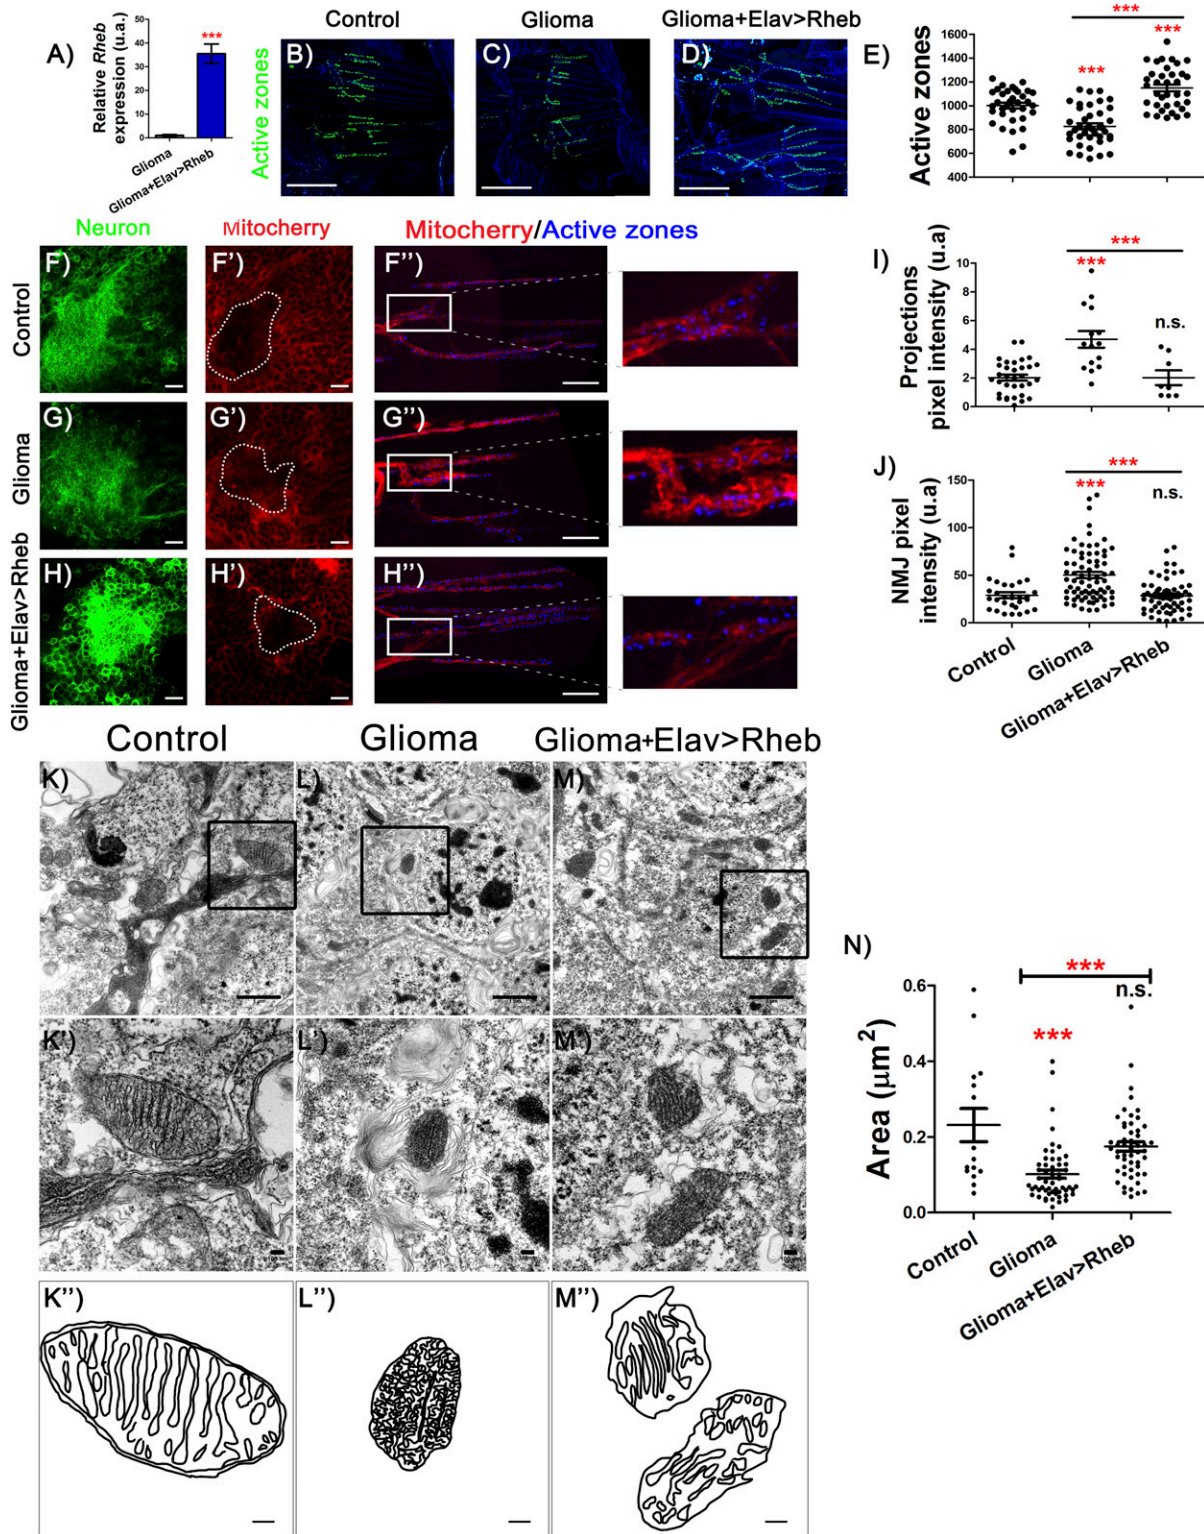 Control
Glioma
Glioma+Elav>Rheb
A)
Relative Rheb
expression (u.a.)
50
40
30
20
10
0
***
Glioma
Glioma+Elav>Rheb
Active zones
B)
C)
D)
E)
Active zones
***
***
***
1600
1400
1200
1000
800
600
400
Neuron
Mitocherry
Mitocherry/Active zones
Control
F)
F')
F'')
Glioma
G)
G')
G'')
Glioma+Elav>Rheb
H)
H')
H'')
I)
Projections
pixel intensity (u.a)
***
***
n.s.
10
8
6
4
2
0
J)
NMJ pixel
intensity (u.a)
***
***
n.s.
150
100
50
0
Control
Glioma
Glioma+Elav>Rheb
Control
Glioma
Glioma+Elav>Rheb
K)
L)
M)
K')
L')
M')
K'')
L'')
M'')
N)
Area (μm²)
***
n.s.
***
0.6
0.4
0.2
0.0
Control
Glioma
Glioma+Elav>Rheb